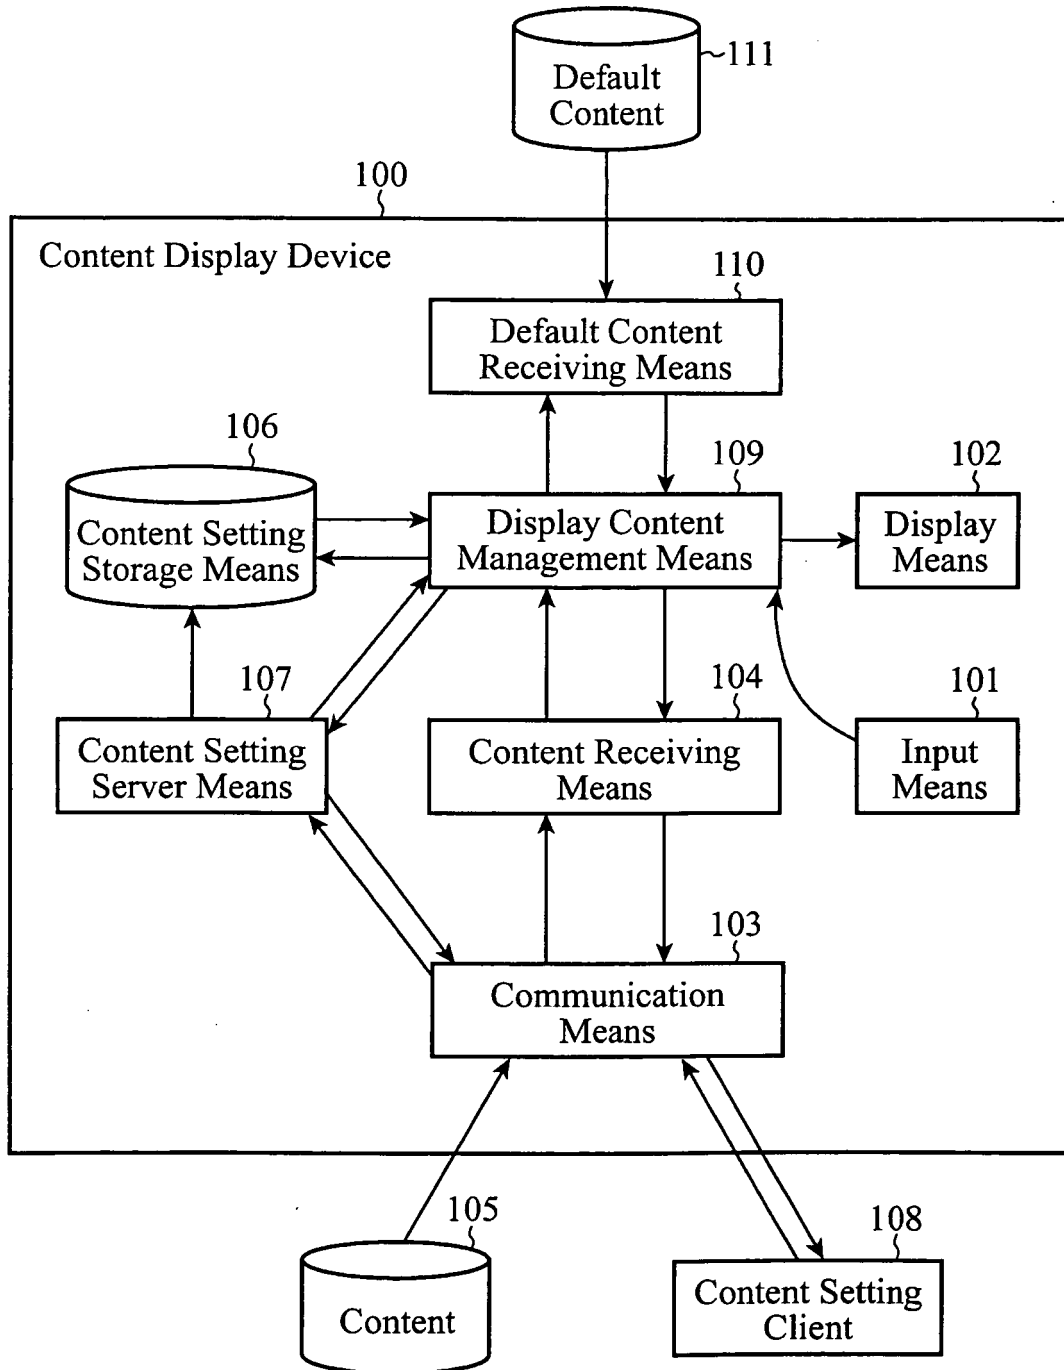 Default
Content
111
100
Content Display Device
110
Default Content
Receiving Means
106
109
102
Content Setting
Storage Means
Display Content
Management Means
Display
Means
107
104
101
Content Setting
Server Means
Content Receiving
Means
Input
Means
103
Communication
Means
105
108
Content
Content Setting
Client